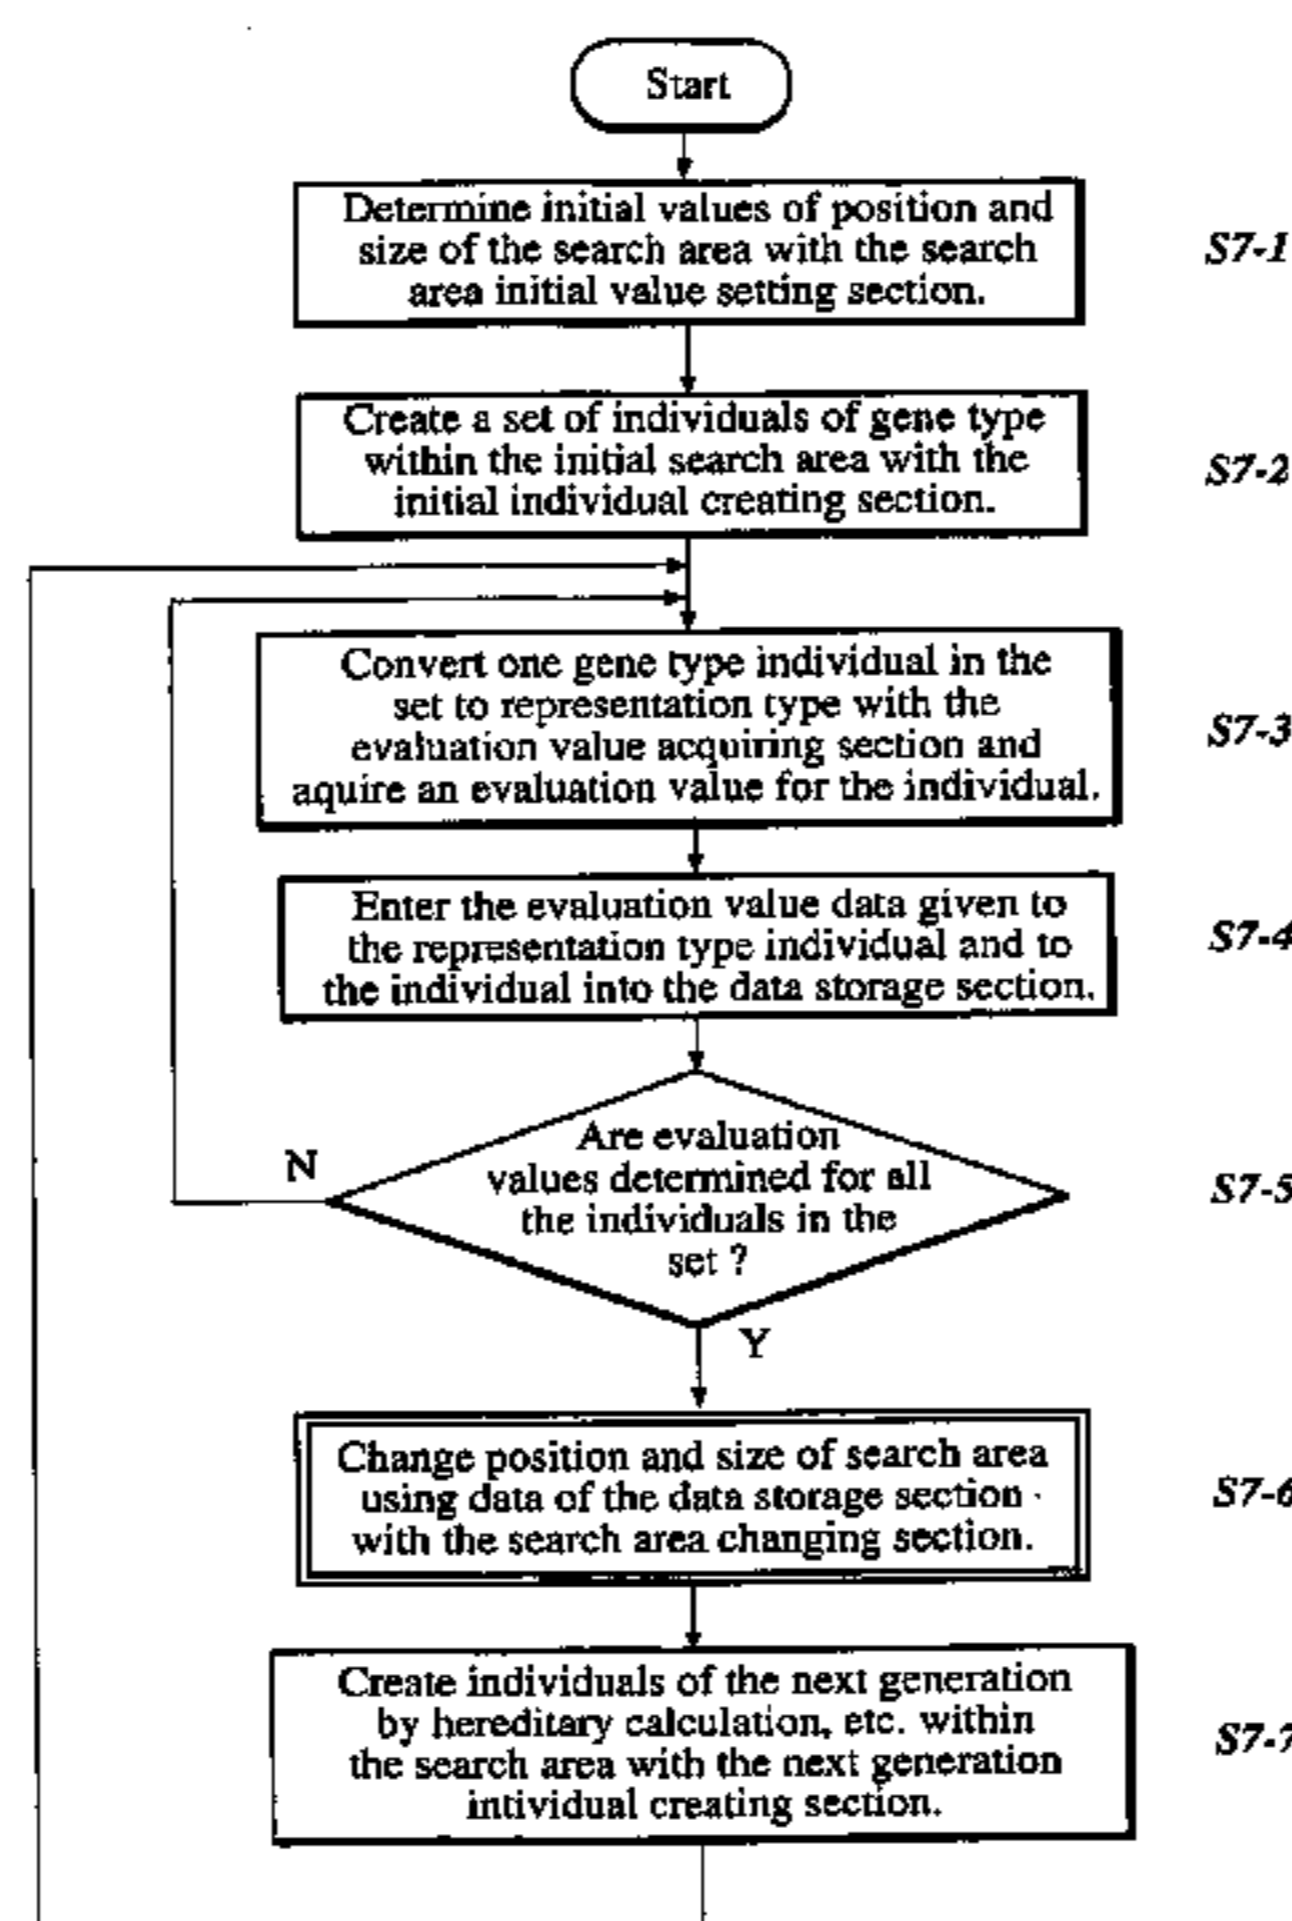 Start
Determine initial values of position and
size of the search area with the search
area initial value setting section.
S7-1
Create a set of individuals of gene type
within the initial search area with the
initial individual creating section.
S7-2
Convert one gene type individual in the
set to representation type with the
evaluation value acquiring section and
aquire an evaluation value for the individual.
S7-3
Enter the evaluation value data given to
the representation type individual and to
the individual into the data storage section.
S7-4
Are evaluation
values determined for all
the individuals in the
set ?
N
S7-5
Y
Change position and size of search area
using data of the data storage section
with the search area changing section.
S7-6
Create individuals of the next generation
by hereditary calculation, etc. within
the search area with the next generation
intividual creating section.
S7-7